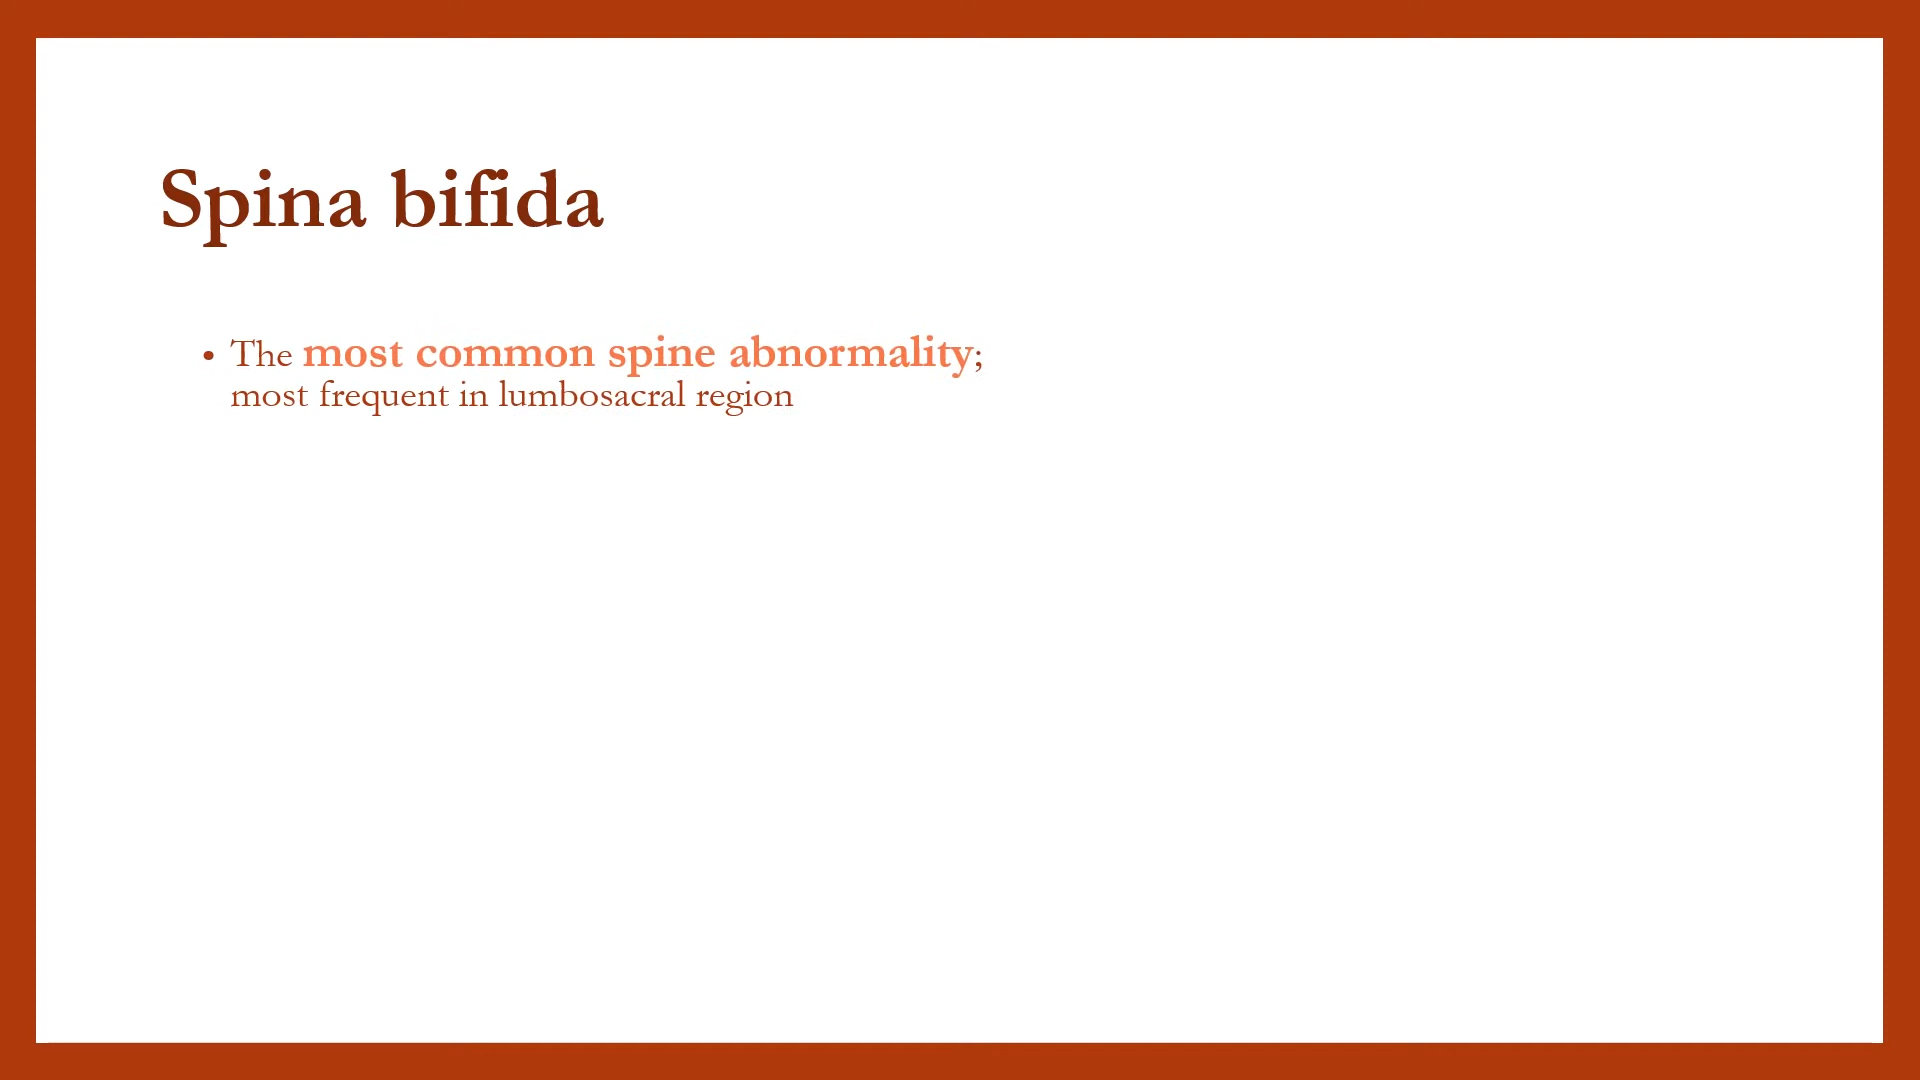 Spina bifida
• The most common spine abnormality;
most frequent in lumbosacral region